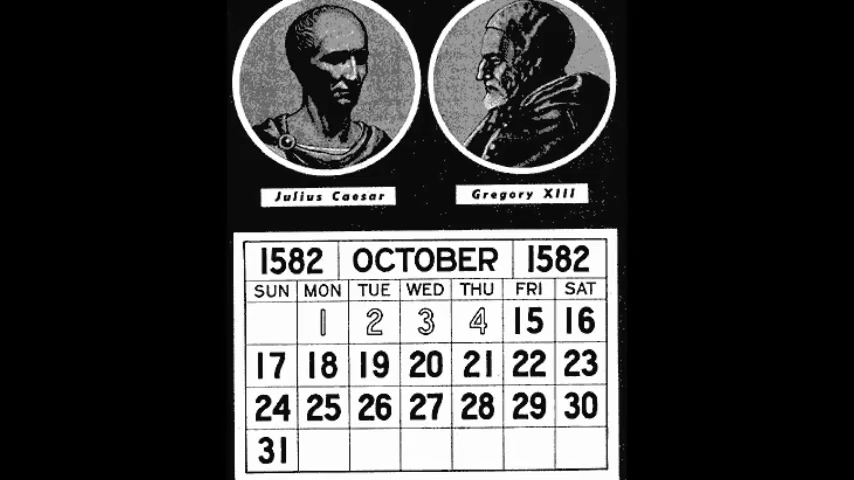 Julius Caesar Gregory XIII
1582 OCTOBER 1582
SUN MON TUE WED THU FRI SAT
1 2 3 4 15 16
17 18 19 20 21 22 23
24 25 26 27 28 29 30
31